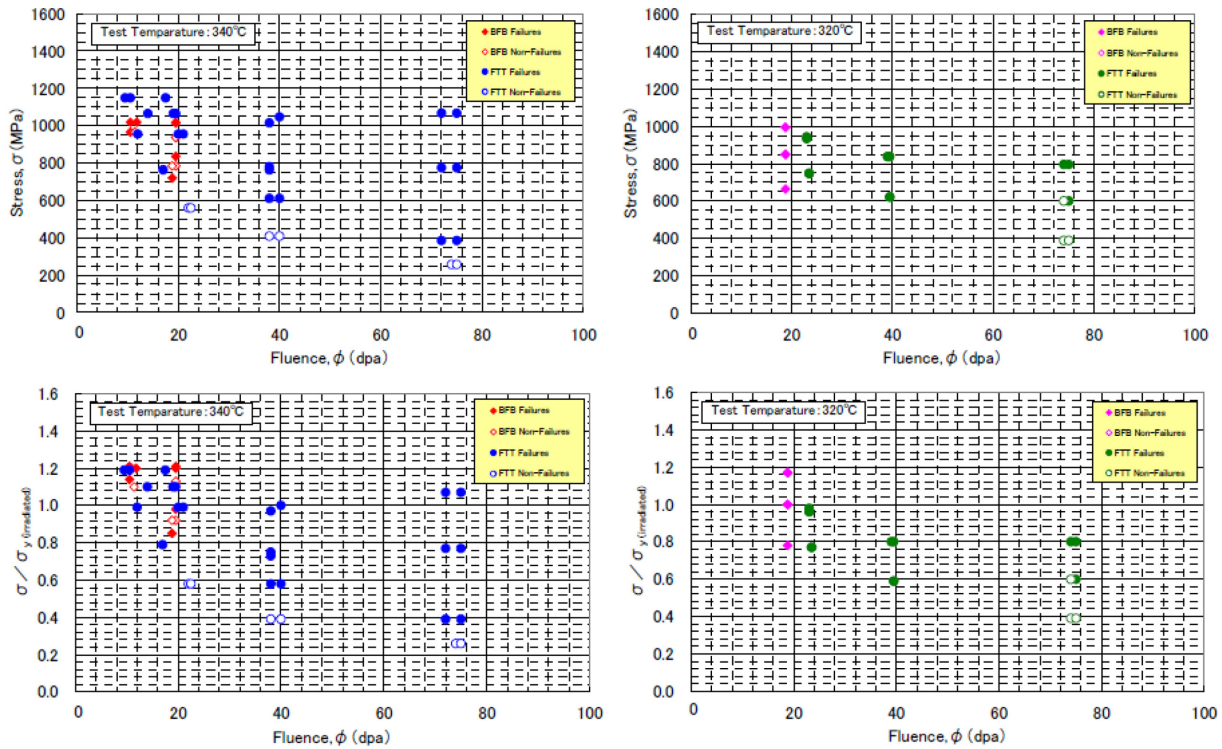 1600
1400
1200
1000
800
600
400
200
0
Stress, σ (MPa)
Test Temparature: 340℃
BFB Failures
BFB Non-Failures
FTT Failures
FTT Non-Failures
0 20 40 60 80 100
Fluence, ϕ (dpa)
1600
1400
1200
1000
800
600
400
200
0
Stress, σ (MPa)
Test Temparature: 320℃
BFB Failures
BFB Non-Failures
FTT Failures
FTT Non-Failures
0 20 40 60 80 100
Fluence, ϕ (dpa)
1.6
1.4
1.2
1.0
0.8
0.6
0.4
0.2
0.0
σ / σ y (irradiated)
Test Temparature: 340℃
BFB Failures
BFB Non-Failures
FTT Failures
FTT Non-Failures
0 20 40 60 80 100
Fluence, ϕ (dpa)
1.6
1.4
1.2
1.0
0.8
0.6
0.4
0.2
0.0
σ / σ y (irradiated)
Test Temparature: 320℃
BFB Failures
BFB Non-Failures
FTT Failures
FTT Non-Failures
0 20 40 60 80 100
Fluence, ϕ (dpa)